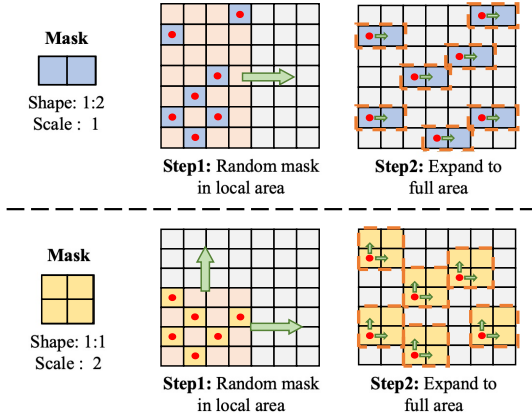 Mask
Shape: 1:2
Scale : 1
Step1: Random mask
in local area
Step2: Expand to
full area
Mask
Shape: 1:1
Scale : 2
Step1: Random mask
in local area
Step2: Expand to
full area